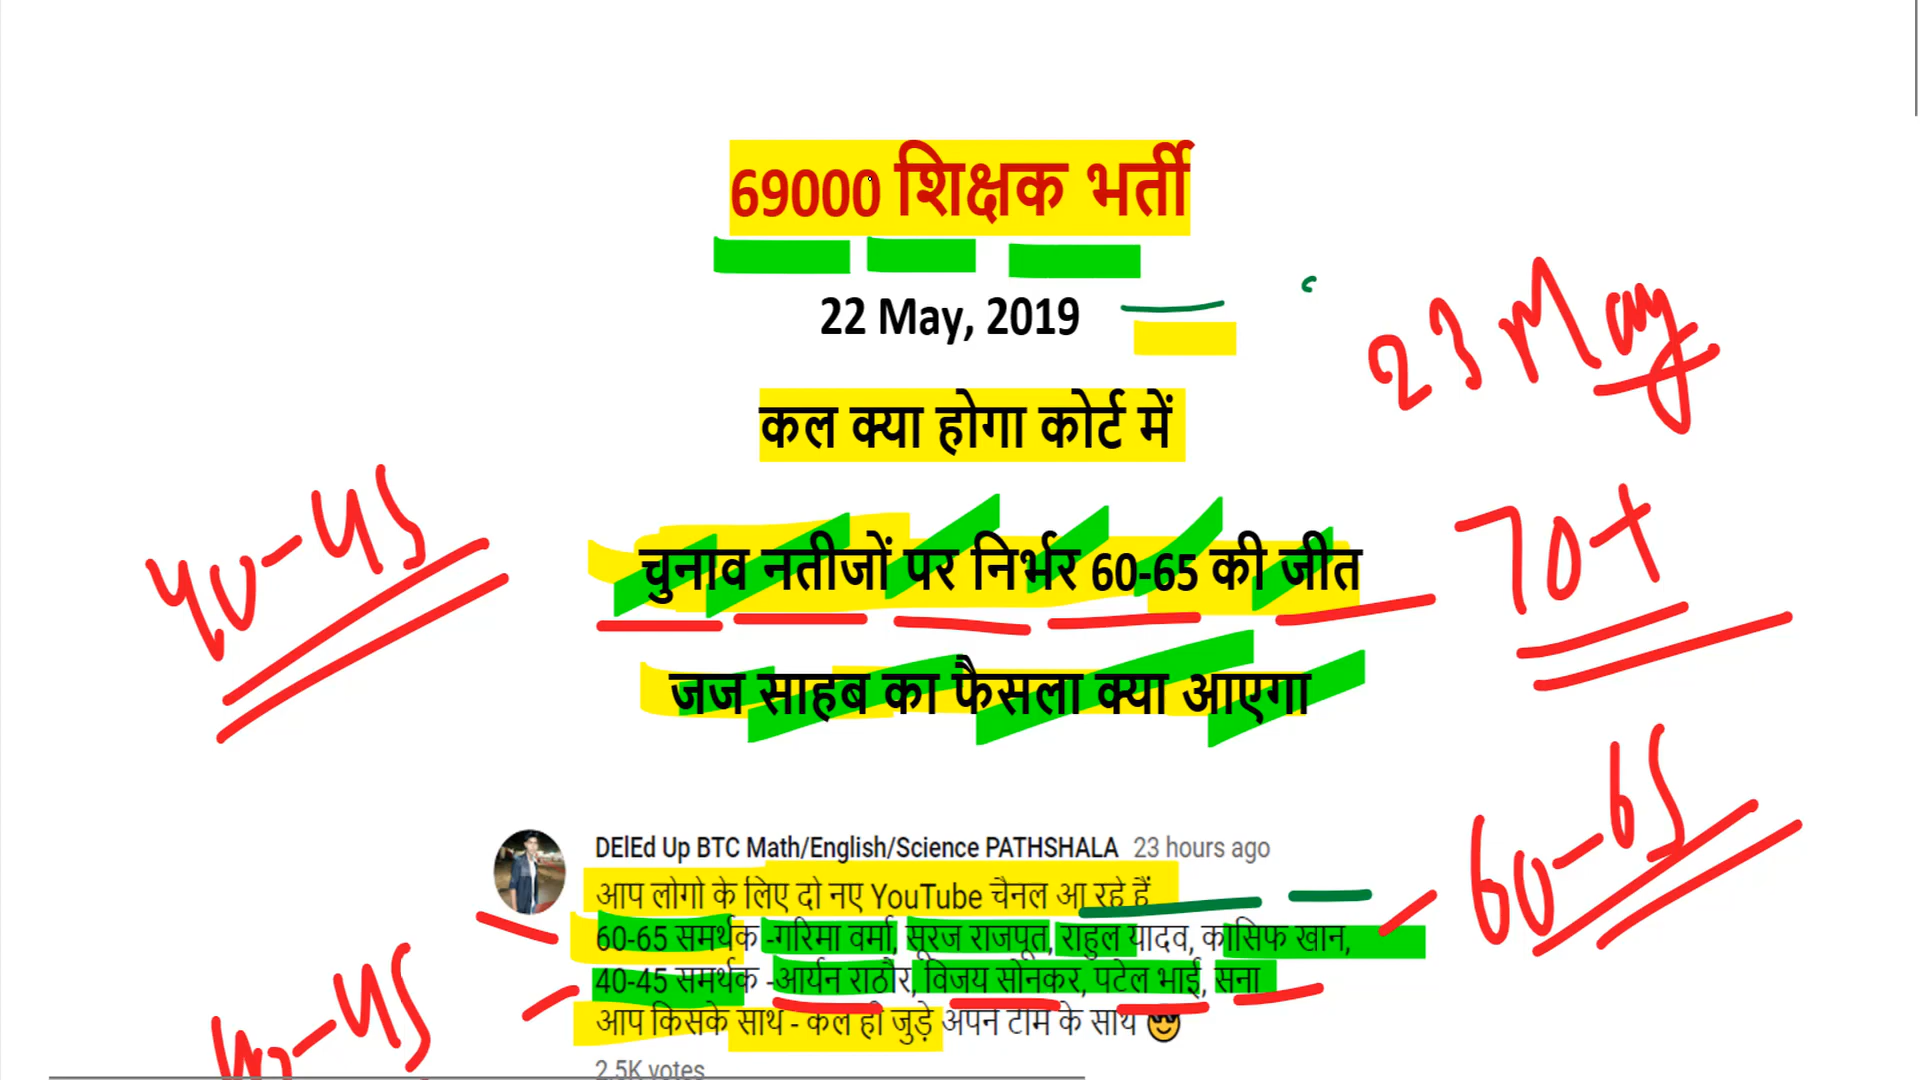 69000 शिक्षक भर्ती
22 May, 2019
23 May
कल क्या होगा कोर्ट में
40-45
चुनाव नतीजों पर निर्भर 60-65 की जीत
70+
जज साहब का फैसला क्या आएगा
60-65
DElEd Up BTC Math/English/Science PATHSHALA 23 hours ago
आप लोगो के लिए दो नए YouTube चैनल आ रहे हैं
60-65 समर्थक -गरिमा वर्मा, सूरज राजपूत, राहुल यादव, कासिफ खान,
40-45 समर्थक -आर्यन राठौर, विजय सोनकर, पटेल भाई, सना
आप किसके साथ - कल ही जुड़े अपन टीम के साथ 🤓
40-45
2.5K votes